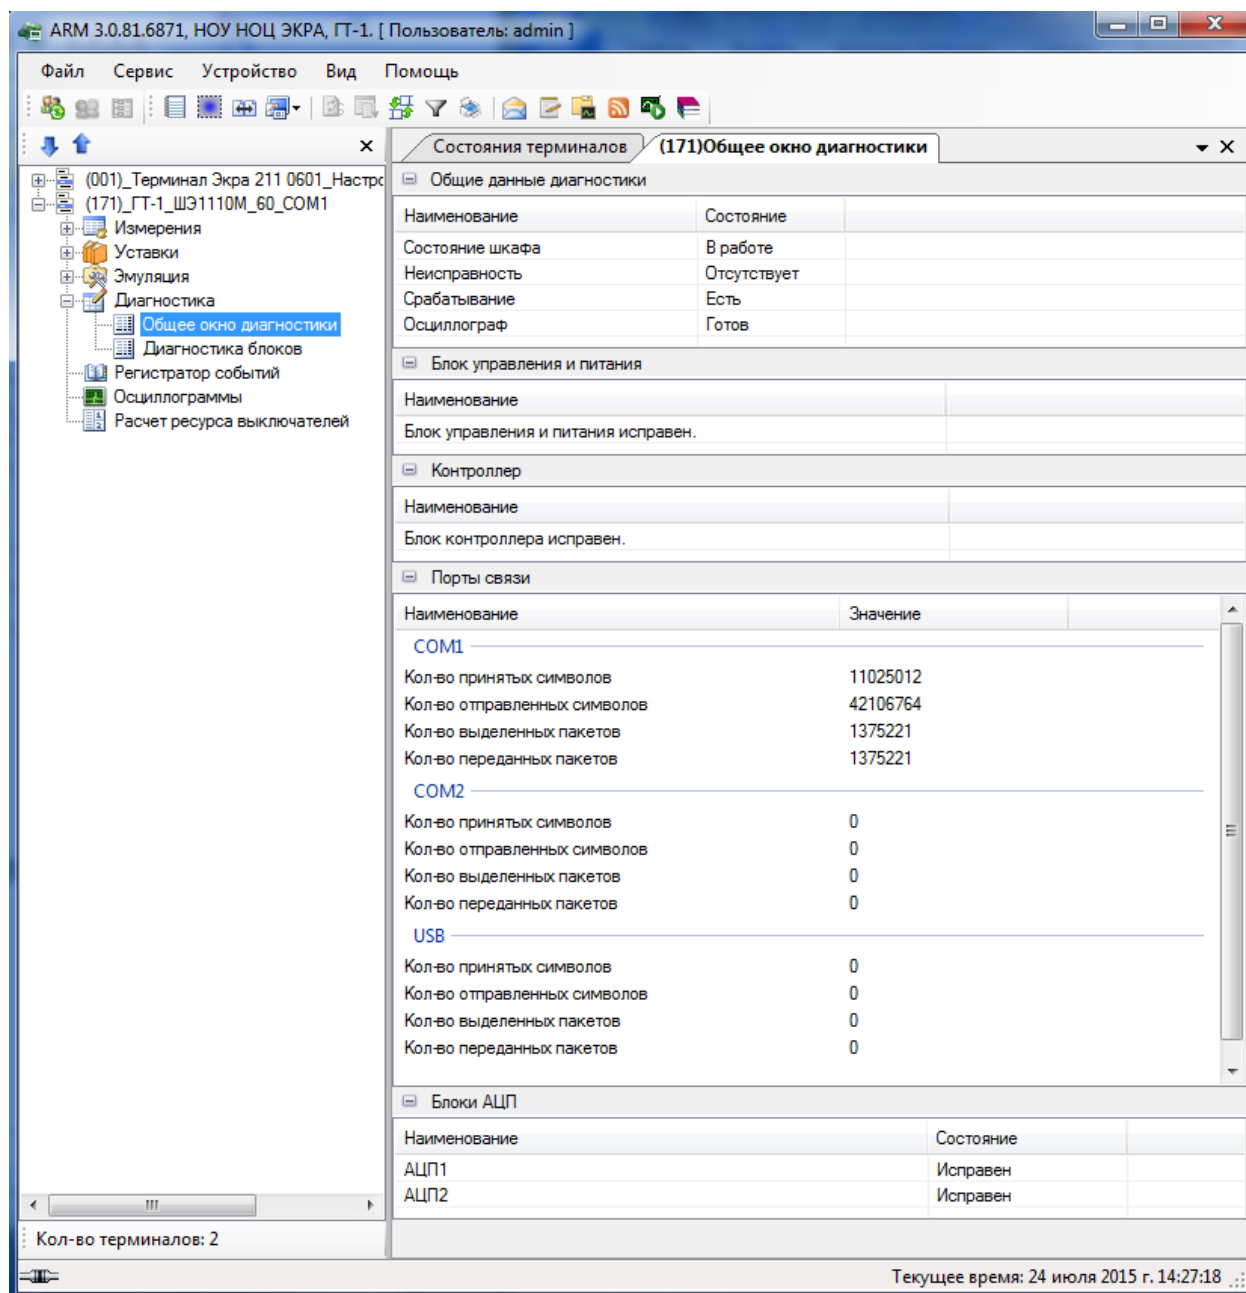 ARM 3.0.81.6871, НОУ НОЦ ЭКРА, ГТ-1. [ Пользователь: admin ]
Файл Сервис Устройство Вид Помощь
Состояния терминалов (171)Общее окно диагностики
(001)_Терминал Экра 211 0601_Настро
(171)_ГТ-1_ШЭ1110М_60_COM1
Измерения
Уставки
Эмуляция
Диагностика
Общее окно диагностики
Диагностика блоков
Регистратор событий
Осциллограммы
Расчет ресурса выключателей
Кол-во терминалов: 2
Общие данные диагностики
Наименование Состояние
Состояние шкафа В работе
Неисправность Отсутствует
Срабатывание Есть
Осциллограф Готов
Блок управления и питания
Наименование
Блок управления и питания исправен.
Контроллер
Наименование
Блок контроллера исправен.
Порты связи
Наименование Значение
COM1
Кол-во принятых символов 11025012
Кол-во отправленных символов 42106764
Кол-во выделенных пакетов 1375221
Кол-во переданных пакетов 1375221
COM2
Кол-во принятых символов 0
Кол-во отправленных символов 0
Кол-во выделенных пакетов 0
Кол-во переданных пакетов 0
USB
Кол-во принятых символов 0
Кол-во отправленных символов 0
Кол-во выделенных пакетов 0
Кол-во переданных пакетов 0
Блоки АЦП
Наименование Состояние
АЦП1 Исправен
АЦП2 Исправен
Текущее время: 24 июля 2015 г. 14:27:18